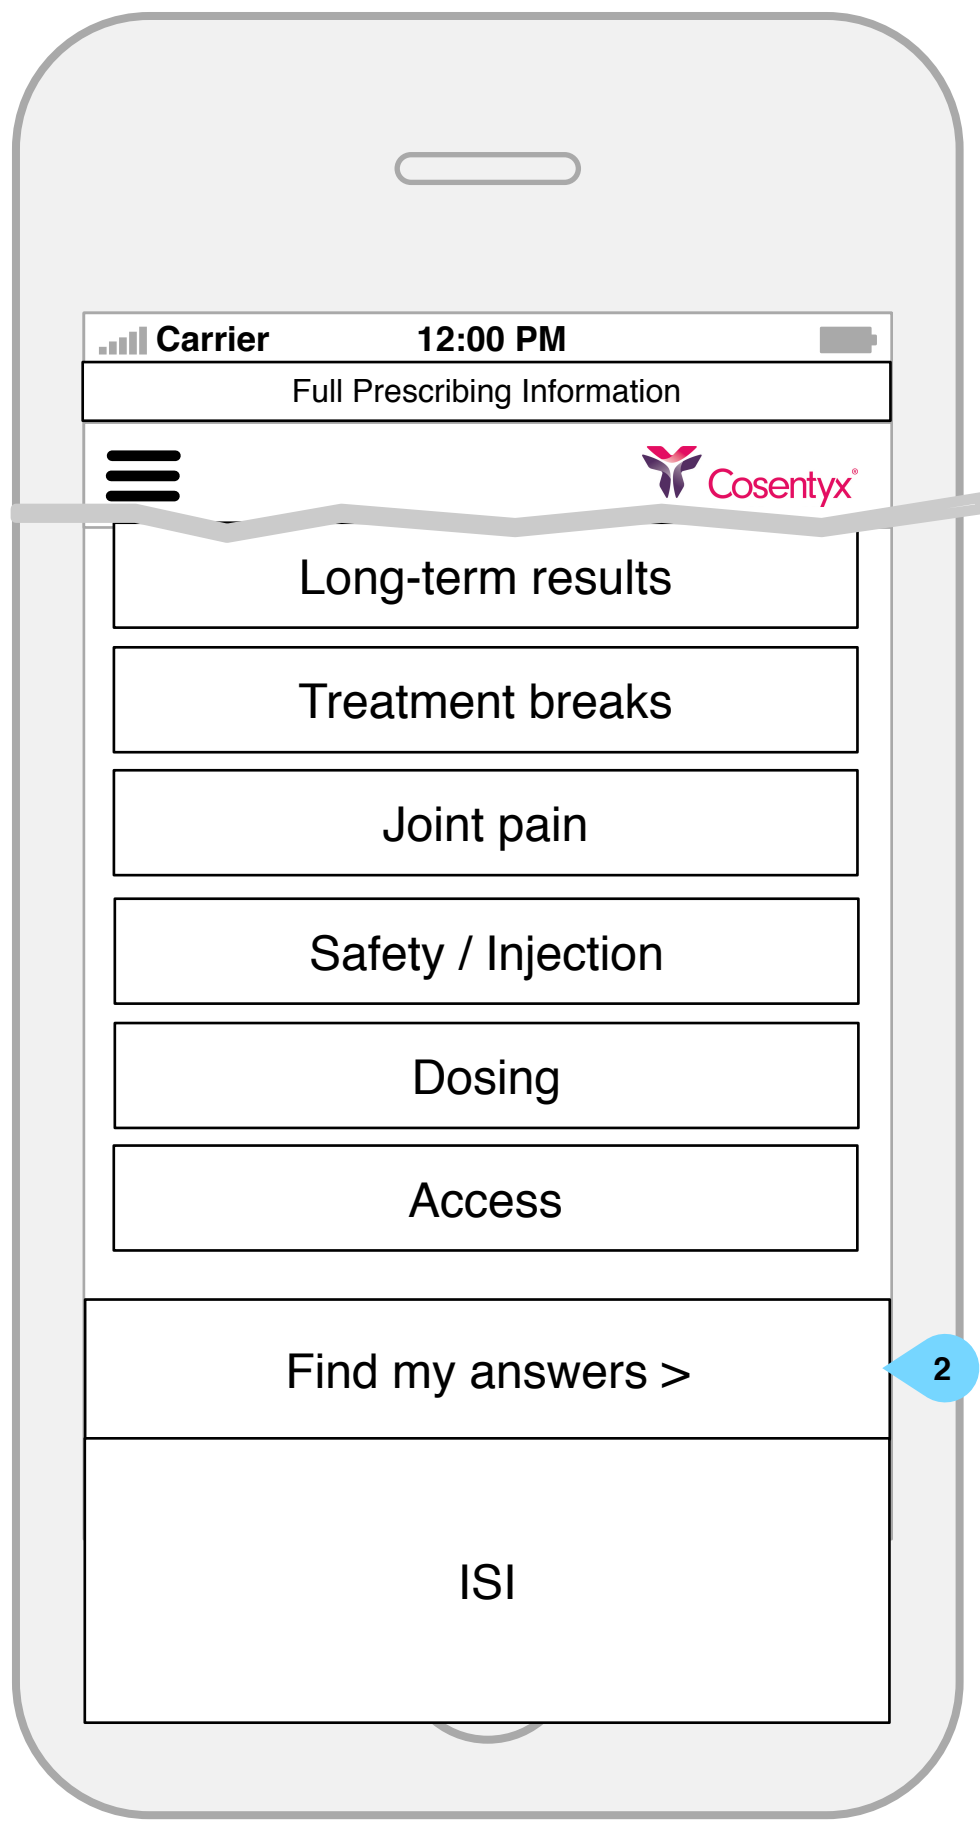 Carrier 12:00 PM
Full Prescribing Information
Cosentyx®
Long-term results
Treatment breaks
Joint pain
Safety / Injection
Dosing
Access
Find my answers >
2
ISI